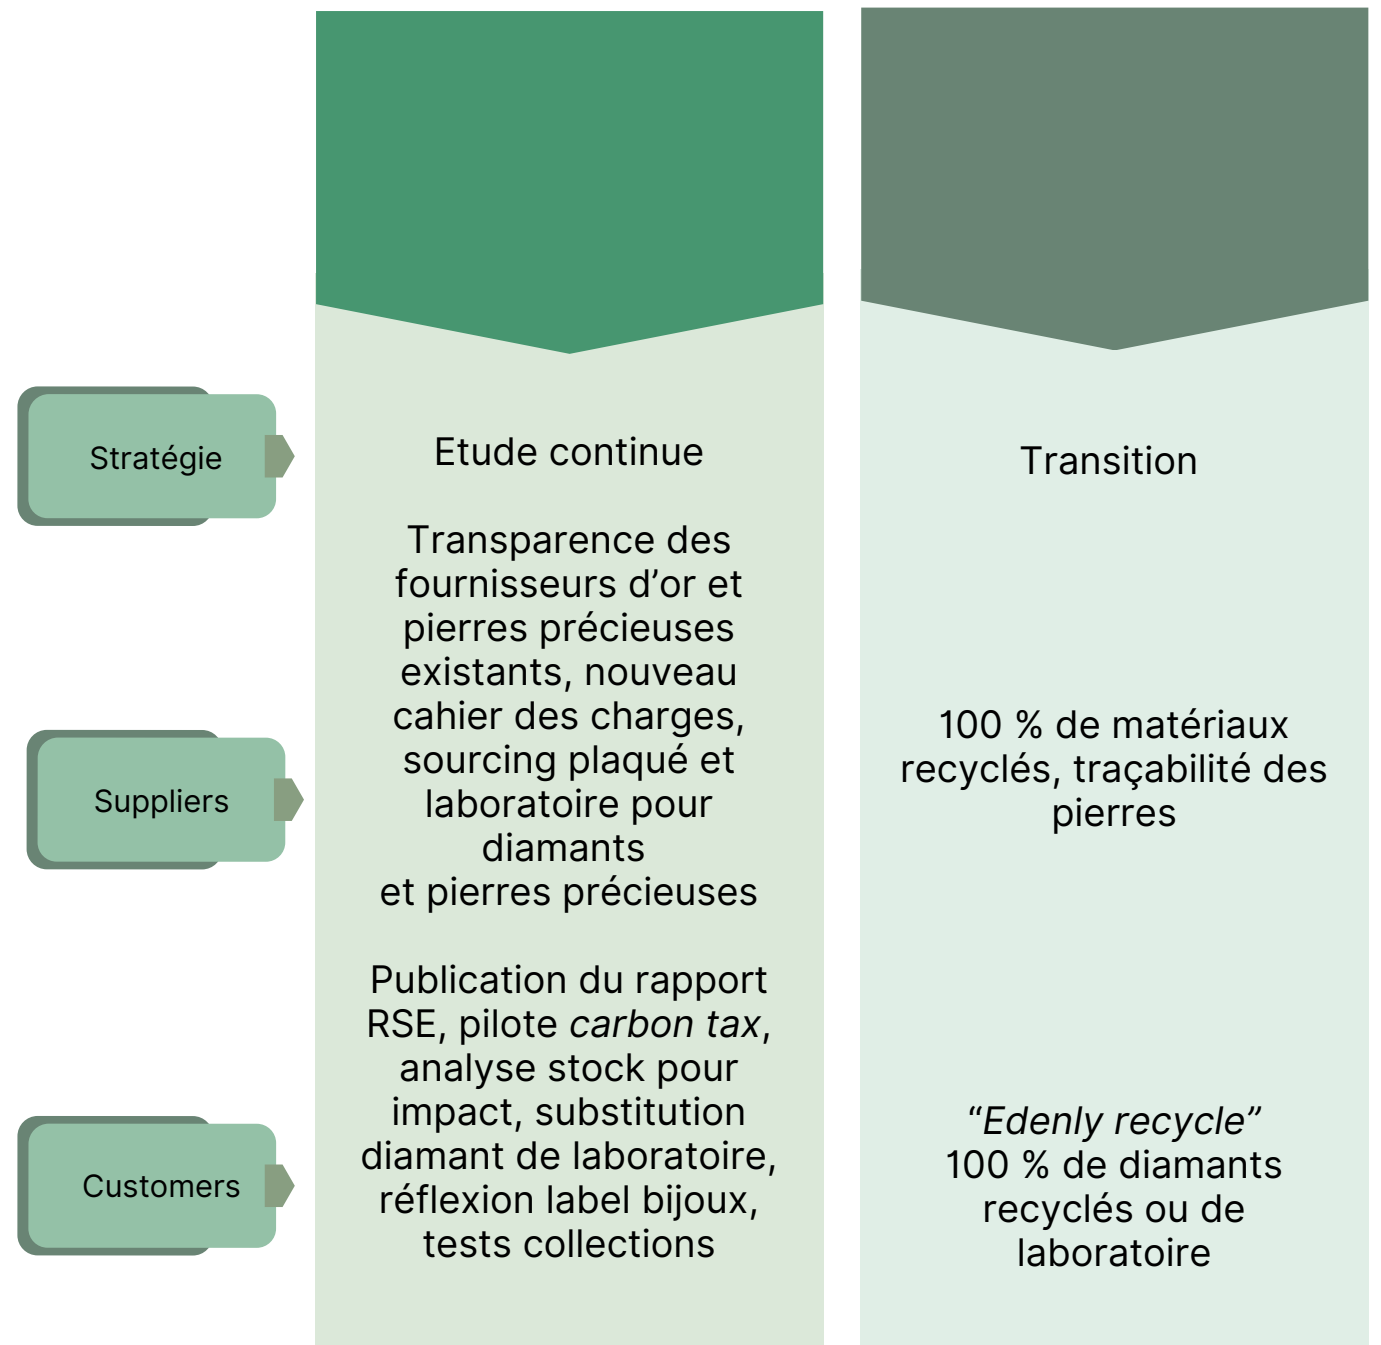 Stratégie
Etude continue
Transition
Suppliers
Transparence des
fournisseurs d’or et
pierres précieuses
existants, nouveau
cahier des charges,
sourcing plaqué et
laboratoire pour
diamants
et pierres précieuses
100 % de matériaux
recyclés, traçabilité des
pierres
Customers
Publication du rapport
RSE, pilote carbon tax,
analyse stock pour
impact, substitution
diamant de laboratoire,
réflexion label bijoux,
tests collections
“Edenly recycle”
100 % de diamants
recyclés ou de
laboratoire